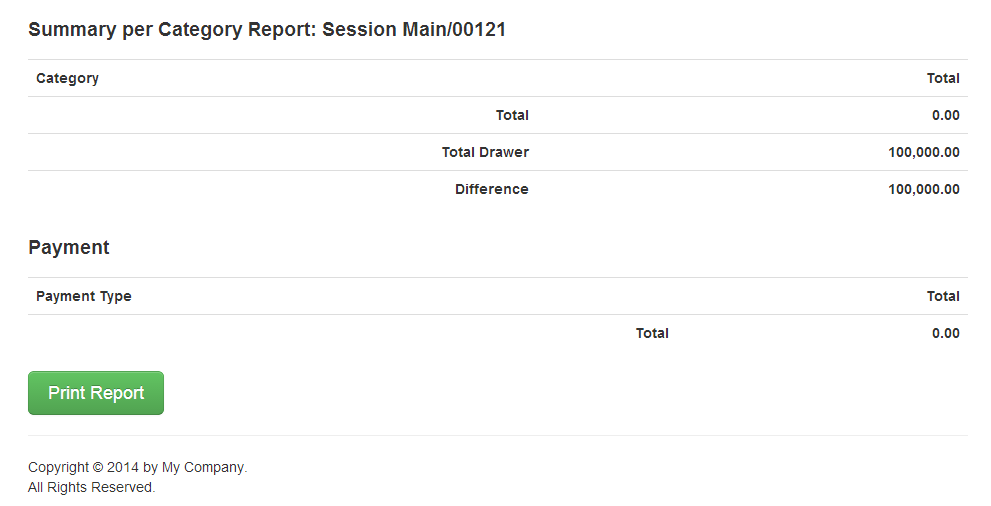 Summary per Category Report: Session Main/00121
Category Total
Total 0.00
Total Drawer 100,000.00
Difference 100,000.00
Payment
Payment Type Total
Total 0.00
Print Report
Copyright © 2014 by My Company.
All Rights Reserved.